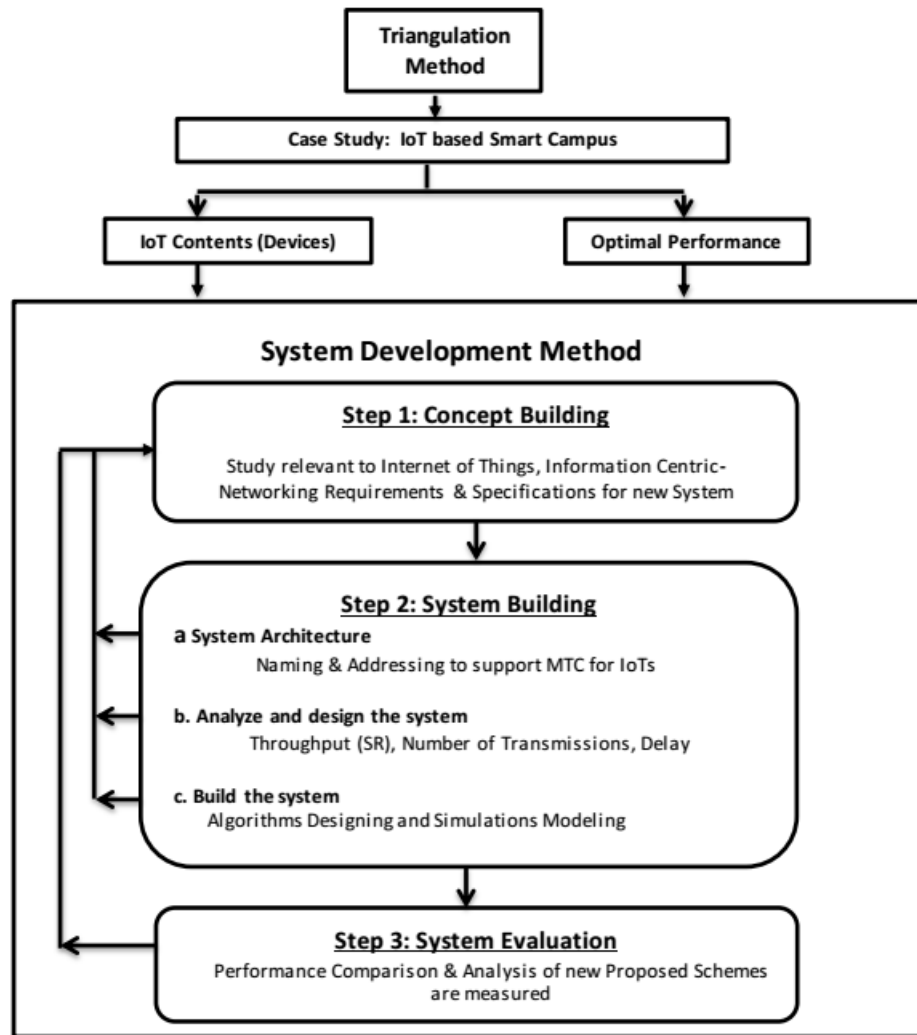 Triangulation
Method
Case Study: IoT based Smart Campus
IoT Contents (Devices)
Optimal Performance
System Development Method
Step 1: Concept Building
Study relevant to Internet of Things, Information Centric-
Networking Requirements & Specifications for new System
Step 2: System Building
a System Architecture
Naming & Addressing to support MTC for IoTs
b. Analyze and design the system
Throughput (SR), Number of Transmissions, Delay
c. Build the system
Algorithms Designing and Simulations Modeling
Step 3: System Evaluation
Performance Comparison & Analysis of new Proposed Schemes
are measured